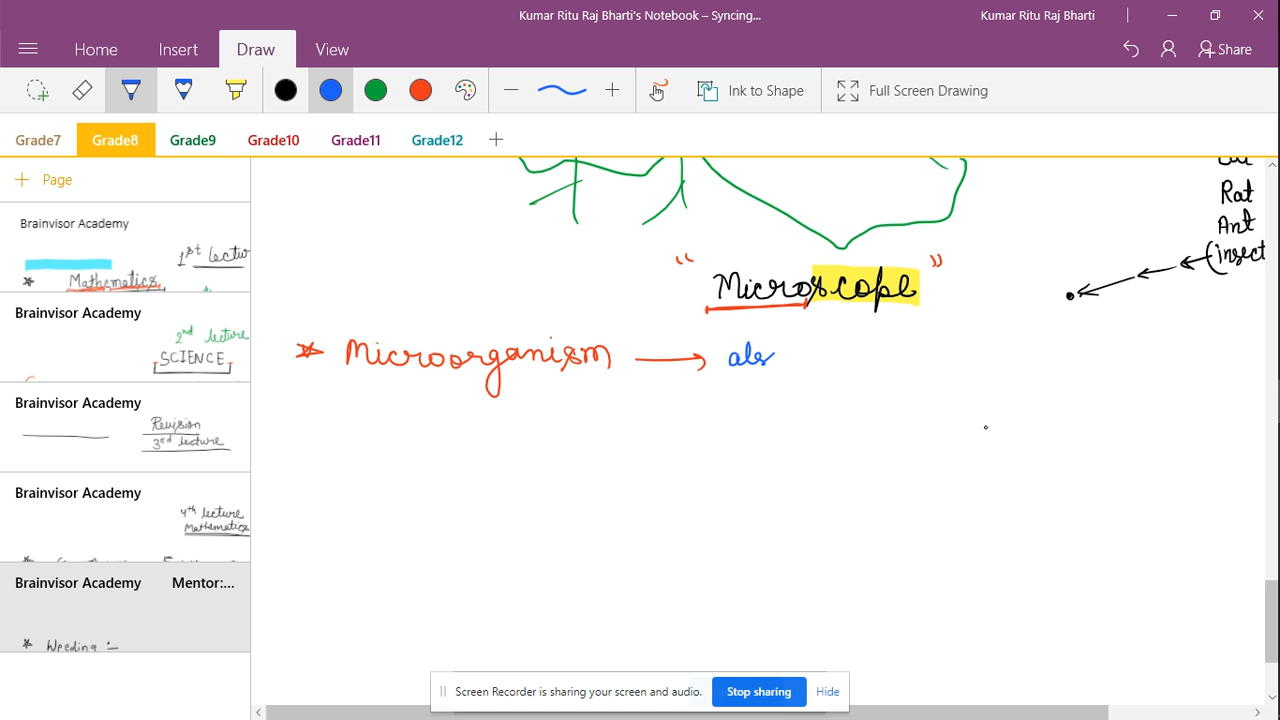 Kumar Ritu Raj Bharti's Notebook – Syncing...
Kumar Ritu Raj Bharti
Home
Insert
Draw
View
Share
Ink to Shape
Full Screen Drawing
Grade7
Grade8
Grade9
Grade10
Grade11
Grade12
Page
Brainvisor Academy
1st lectur
* Mathematics
Brainvisor Academy
2nd lecture
SCIENCE
Brainvisor Academy
Revision
3rd lecture
Brainvisor Academy
4th lecture
Mathematics
Brainvisor Academy Mentor:...
* Weeding :-
Rat
Ant
(insect
" Microscope "
* Microorganism → als
Screen Recorder is sharing your screen and audio.
Stop sharing
Hide